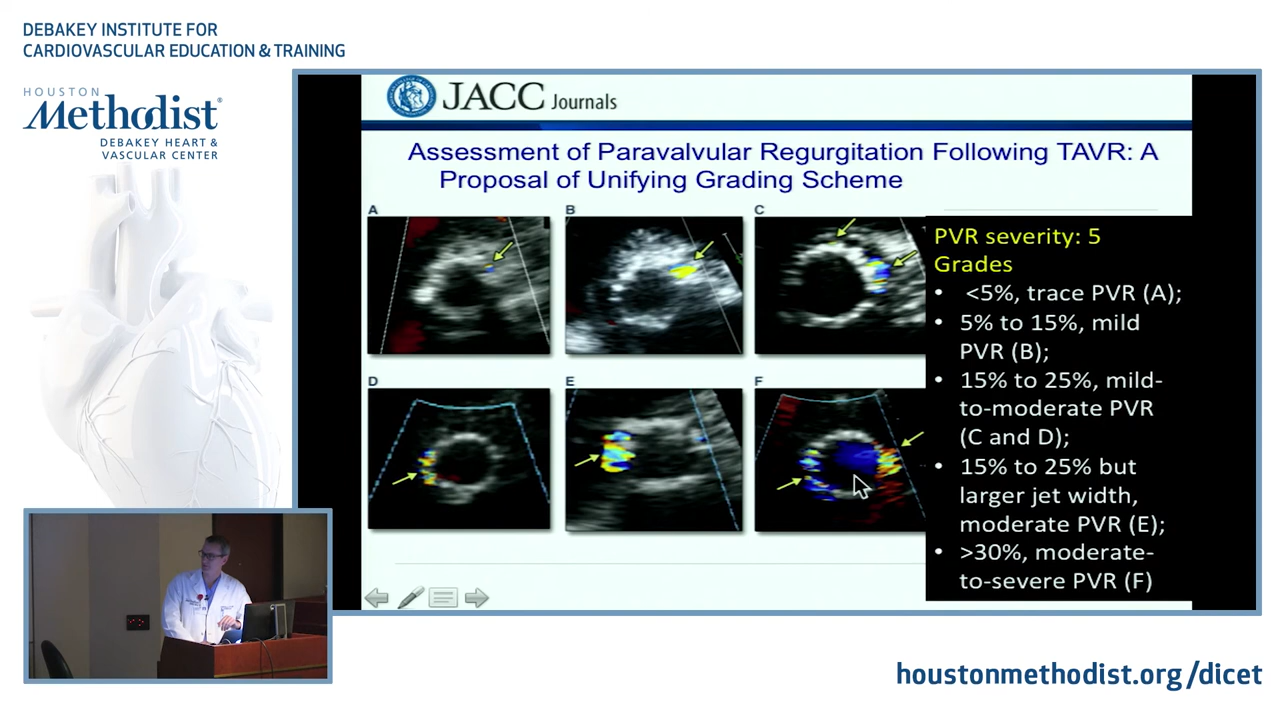 DEBAKEY INSTITUTE FOR
CARDIOVASCULAR EDUCATION & TRAINING
HOUSTON
Methodist®
DEBAKEY HEART &
VASCULAR CENTER
JACC Journals
Assessment of Paravalvular Regurgitation Following TAVR: A
Proposal of Unifying Grading Scheme
A
B
C
D
E
F
PVR severity: 5
Grades
• <5%, trace PVR (A);
• 5% to 15%, mild
PVR (B);
• 15% to 25%, mild-
to-moderate PVR
(C and D);
• 15% to 25% but
larger jet width,
moderate PVR (E);
• >30%, moderate-
to-severe PVR (F)
houstonmethodist.org/dicet